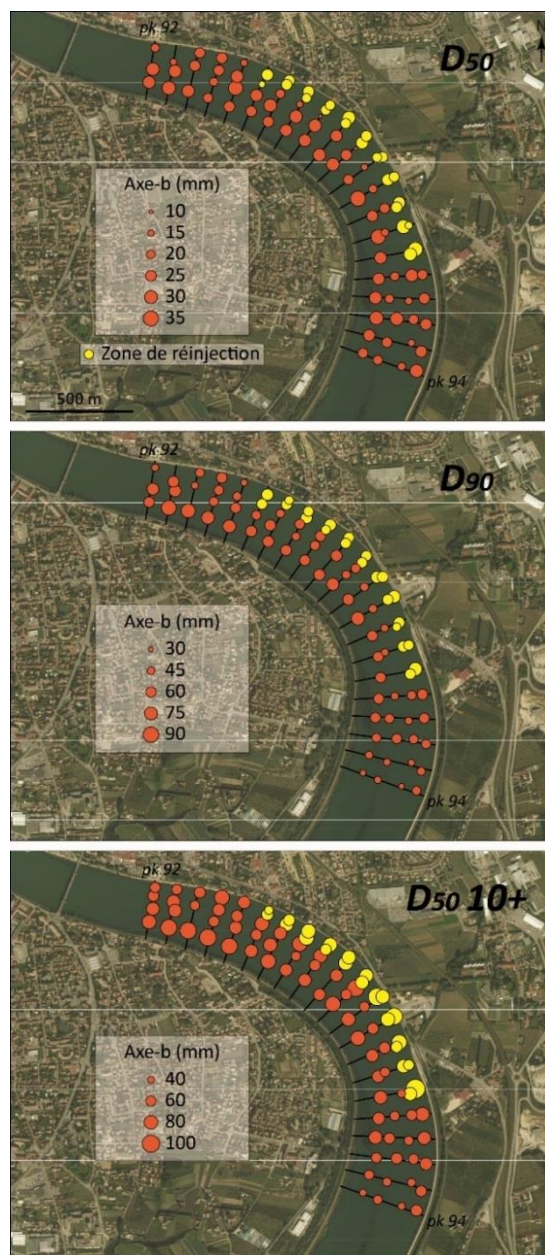 pk 92
N
D50
Axe-b (mm)
10
15
20
25
30
35
Zone de réinjection
500 m
pk 94
pk 92
D90
Axe-b (mm)
30
45
60
75
90
pk 94
pk 92
D50 10+
Axe-b (mm)
40
60
80
100
pk 94